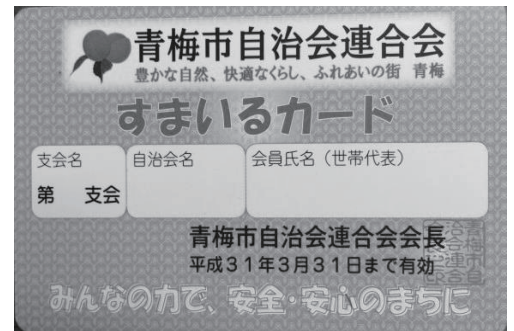 青梅市自治会連合会
豊かな自然、快適なくらし、ふれあいの街 青梅
すまいるカード
支会名 自治会名 会員氏名（世帯代表）
第 支会
青梅市自治会連合会会長
平成31年3月31日まで有効
みんなの力で、安全・安心のまちに